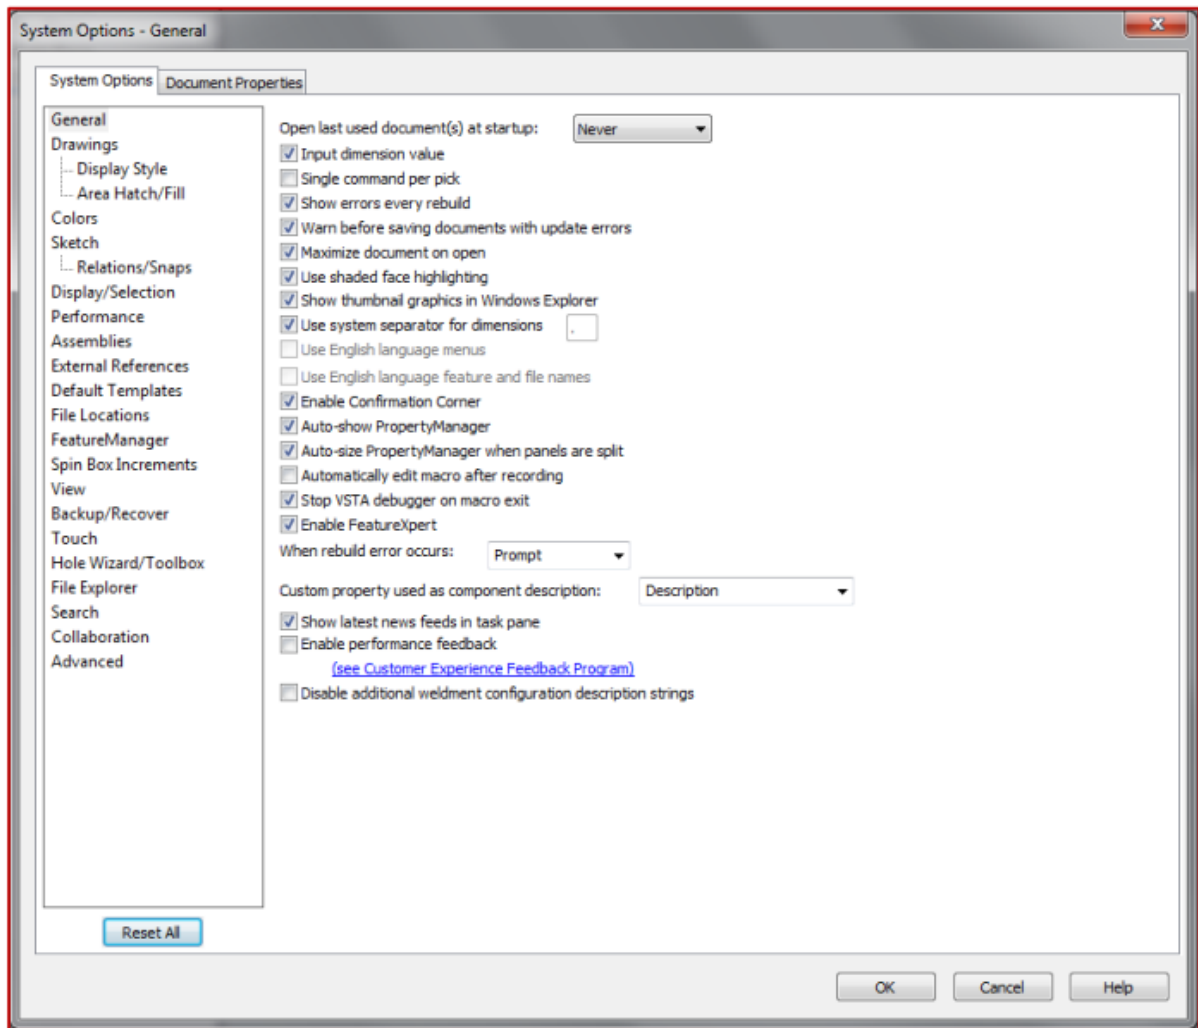 System Options - General
System Options
Document Properties
General
Drawings
Display Style
Area Hatch/Fill
Colors
Sketch
Relations/Snaps
Display/Selection
Performance
Assemblies
External References
Default Templates
File Locations
FeatureManager
Spin Box Increments
View
Backup/Recover
Touch
Hole Wizard/Toolbox
File Explorer
Search
Collaboration
Advanced
Reset All
Open last used document(s) at startup: Never
Input dimension value
Single command per pick
Show errors every rebuild
Warn before saving documents with update errors
Maximize document on open
Use shaded face highlighting
Show thumbnail graphics in Windows Explorer
Use system separator for dimensions .
Use English language menus
Use English language feature and file names
Enable Confirmation Corner
Auto-show PropertyManager
Auto-size PropertyManager when panels are split
Automatically edit macro after recording
Stop VSTA debugger on macro exit
Enable FeatureXpert
When rebuild error occurs: Prompt
Custom property used as component description: Description
Show latest news feeds in task pane
Enable performance feedback
(see Customer Experience Feedback Program)
Disable additional weldment configuration description strings
OK Cancel Help